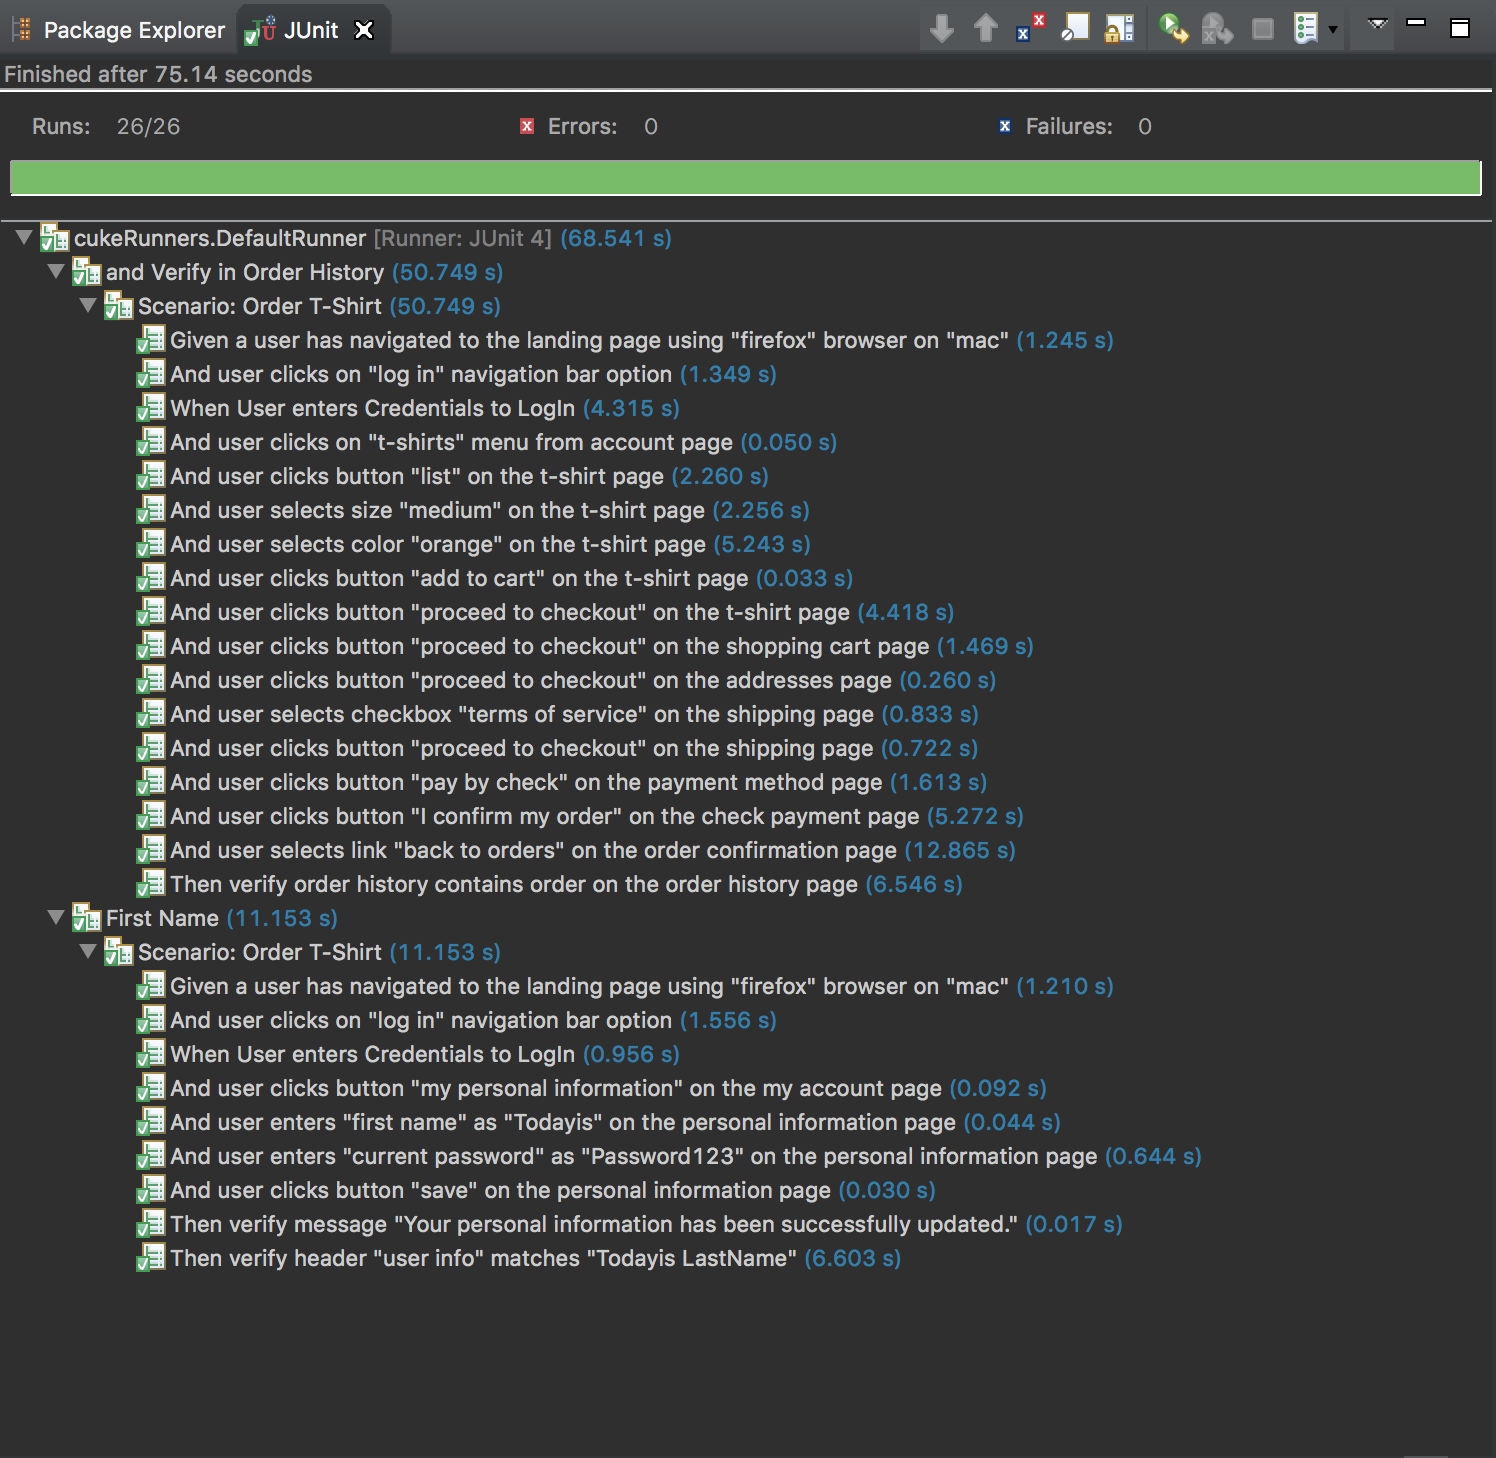 Package Explorer JUnit
Finished after 75.14 seconds
Runs: 26/26 Errors: 0 Failures: 0
cukeRunners.DefaultRunner [Runner: JUnit 4] (68.541 s)
and Verify in Order History (50.749 s)
Scenario: Order T-Shirt (50.749 s)
Given a user has navigated to the landing page using "firefox" browser on "mac" (1.245 s)
And user clicks on "log in" navigation bar option (1.349 s)
When User enters Credentials to LogIn (4.315 s)
And user clicks on "t-shirts" menu from account page (0.050 s)
And user clicks button "list" on the t-shirt page (2.260 s)
And user selects size "medium" on the t-shirt page (2.256 s)
And user selects color "orange" on the t-shirt page (5.243 s)
And user clicks button "add to cart" on the t-shirt page (0.033 s)
And user clicks button "proceed to checkout" on the t-shirt page (4.418 s)
And user clicks button "proceed to checkout" on the shopping cart page (1.469 s)
And user clicks button "proceed to checkout" on the addresses page (0.260 s)
And user selects checkbox "terms of service" on the shipping page (0.833 s)
And user clicks button "proceed to checkout" on the shipping page (0.722 s)
And user clicks button "pay by check" on the payment method page (1.613 s)
And user clicks button "I confirm my order" on the check payment page (5.272 s)
And user selects link "back to orders" on the order confirmation page (12.865 s)
Then verify order history contains order on the order history page (6.546 s)
First Name (11.153 s)
Scenario: Order T-Shirt (11.153 s)
Given a user has navigated to the landing page using "firefox" browser on "mac" (1.210 s)
And user clicks on "log in" navigation bar option (1.556 s)
When User enters Credentials to LogIn (0.956 s)
And user clicks button "my personal information" on the my account page (0.092 s)
And user enters "first name" as "Todayis" on the personal information page (0.044 s)
And user enters "current password" as "Password123" on the personal information page (0.644 s)
And user clicks button "save" on the personal information page (0.030 s)
Then verify message "Your personal information has been successfully updated." (0.017 s)
Then verify header "user info" matches "Todayis LastName" (6.603 s)